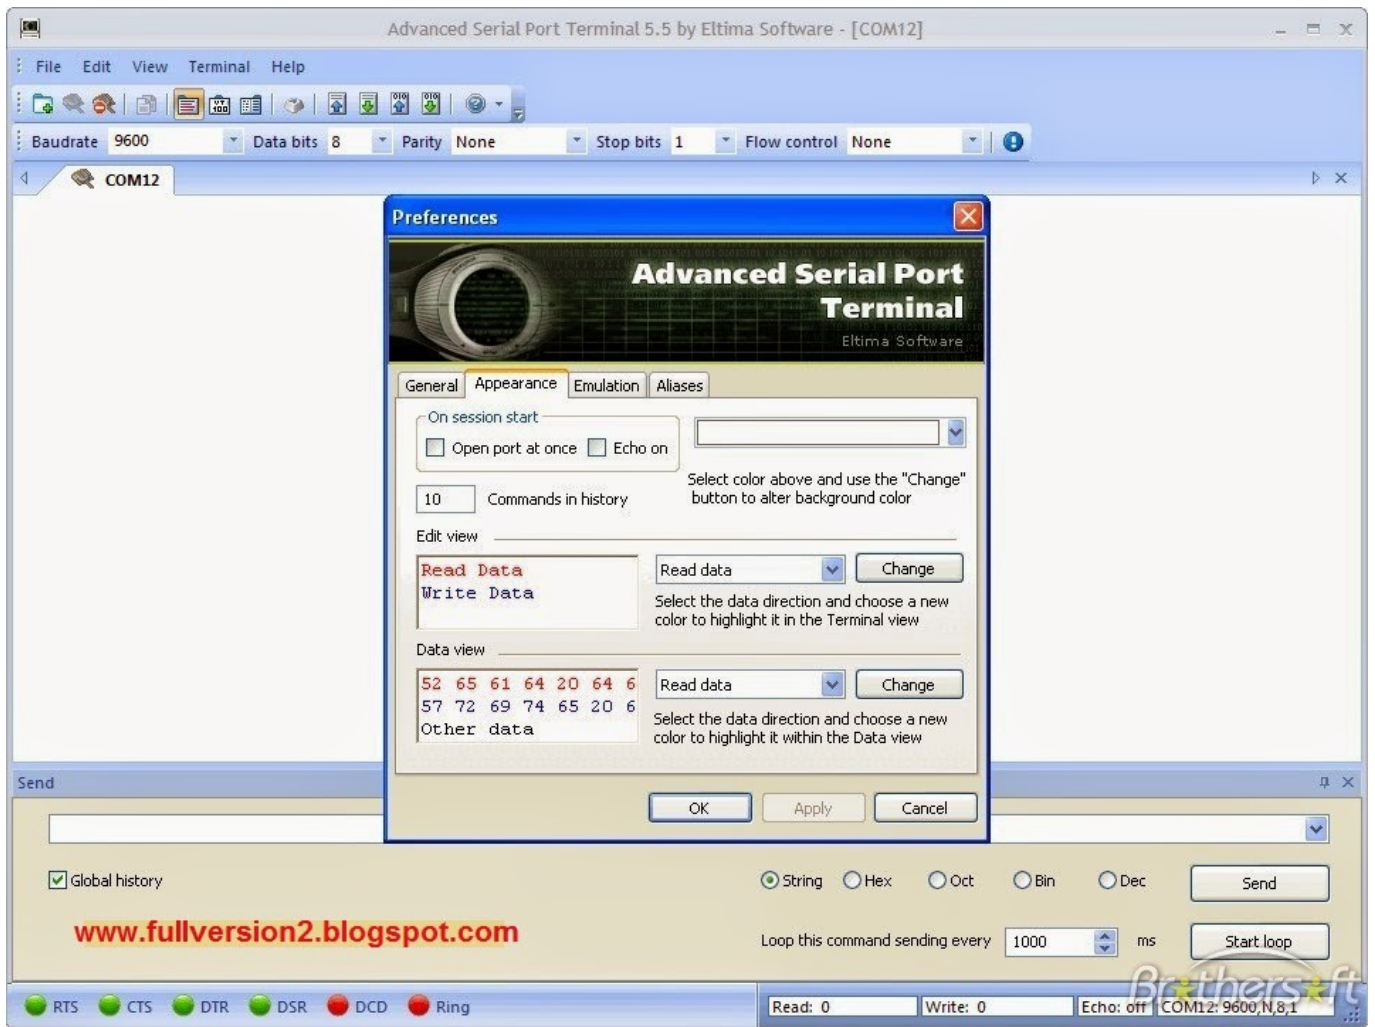 Advanced Serial Port Terminal 5.5 by Eltima Software - [COM12]
File Edit View Terminal Help
Baudrate 9600 Data bits 8 Parity None Stop bits 1 Flow control None
COM12
Preferences
Advanced Serial Port
Terminal
Eltima Software
General Appearance Emulation Aliases
On session start
Open port at once Echo on
Select color above and use the "Change"
button to alter background color
10 Commands in history
Edit view
Read Data
Write Data
Read data Change
Select the data direction and choose a new
color to highlight it in the Terminal view
Data view
52 65 61 64 20 64 6
57 72 69 74 65 20 6
Other data
Read data Change
Select the data direction and choose a new
color to highlight it within the Data view
OK Apply Cancel
Send
Global history
String Hex Oct Bin Dec Send
www.fullversion2.blogspot.com
Loop this command sending every 1000 ms Start loop
Brothersoft
RTS CTS DTR DSR DCD Ring Read: 0 Write: 0 Echo: off COM12: 9600,N,8,1